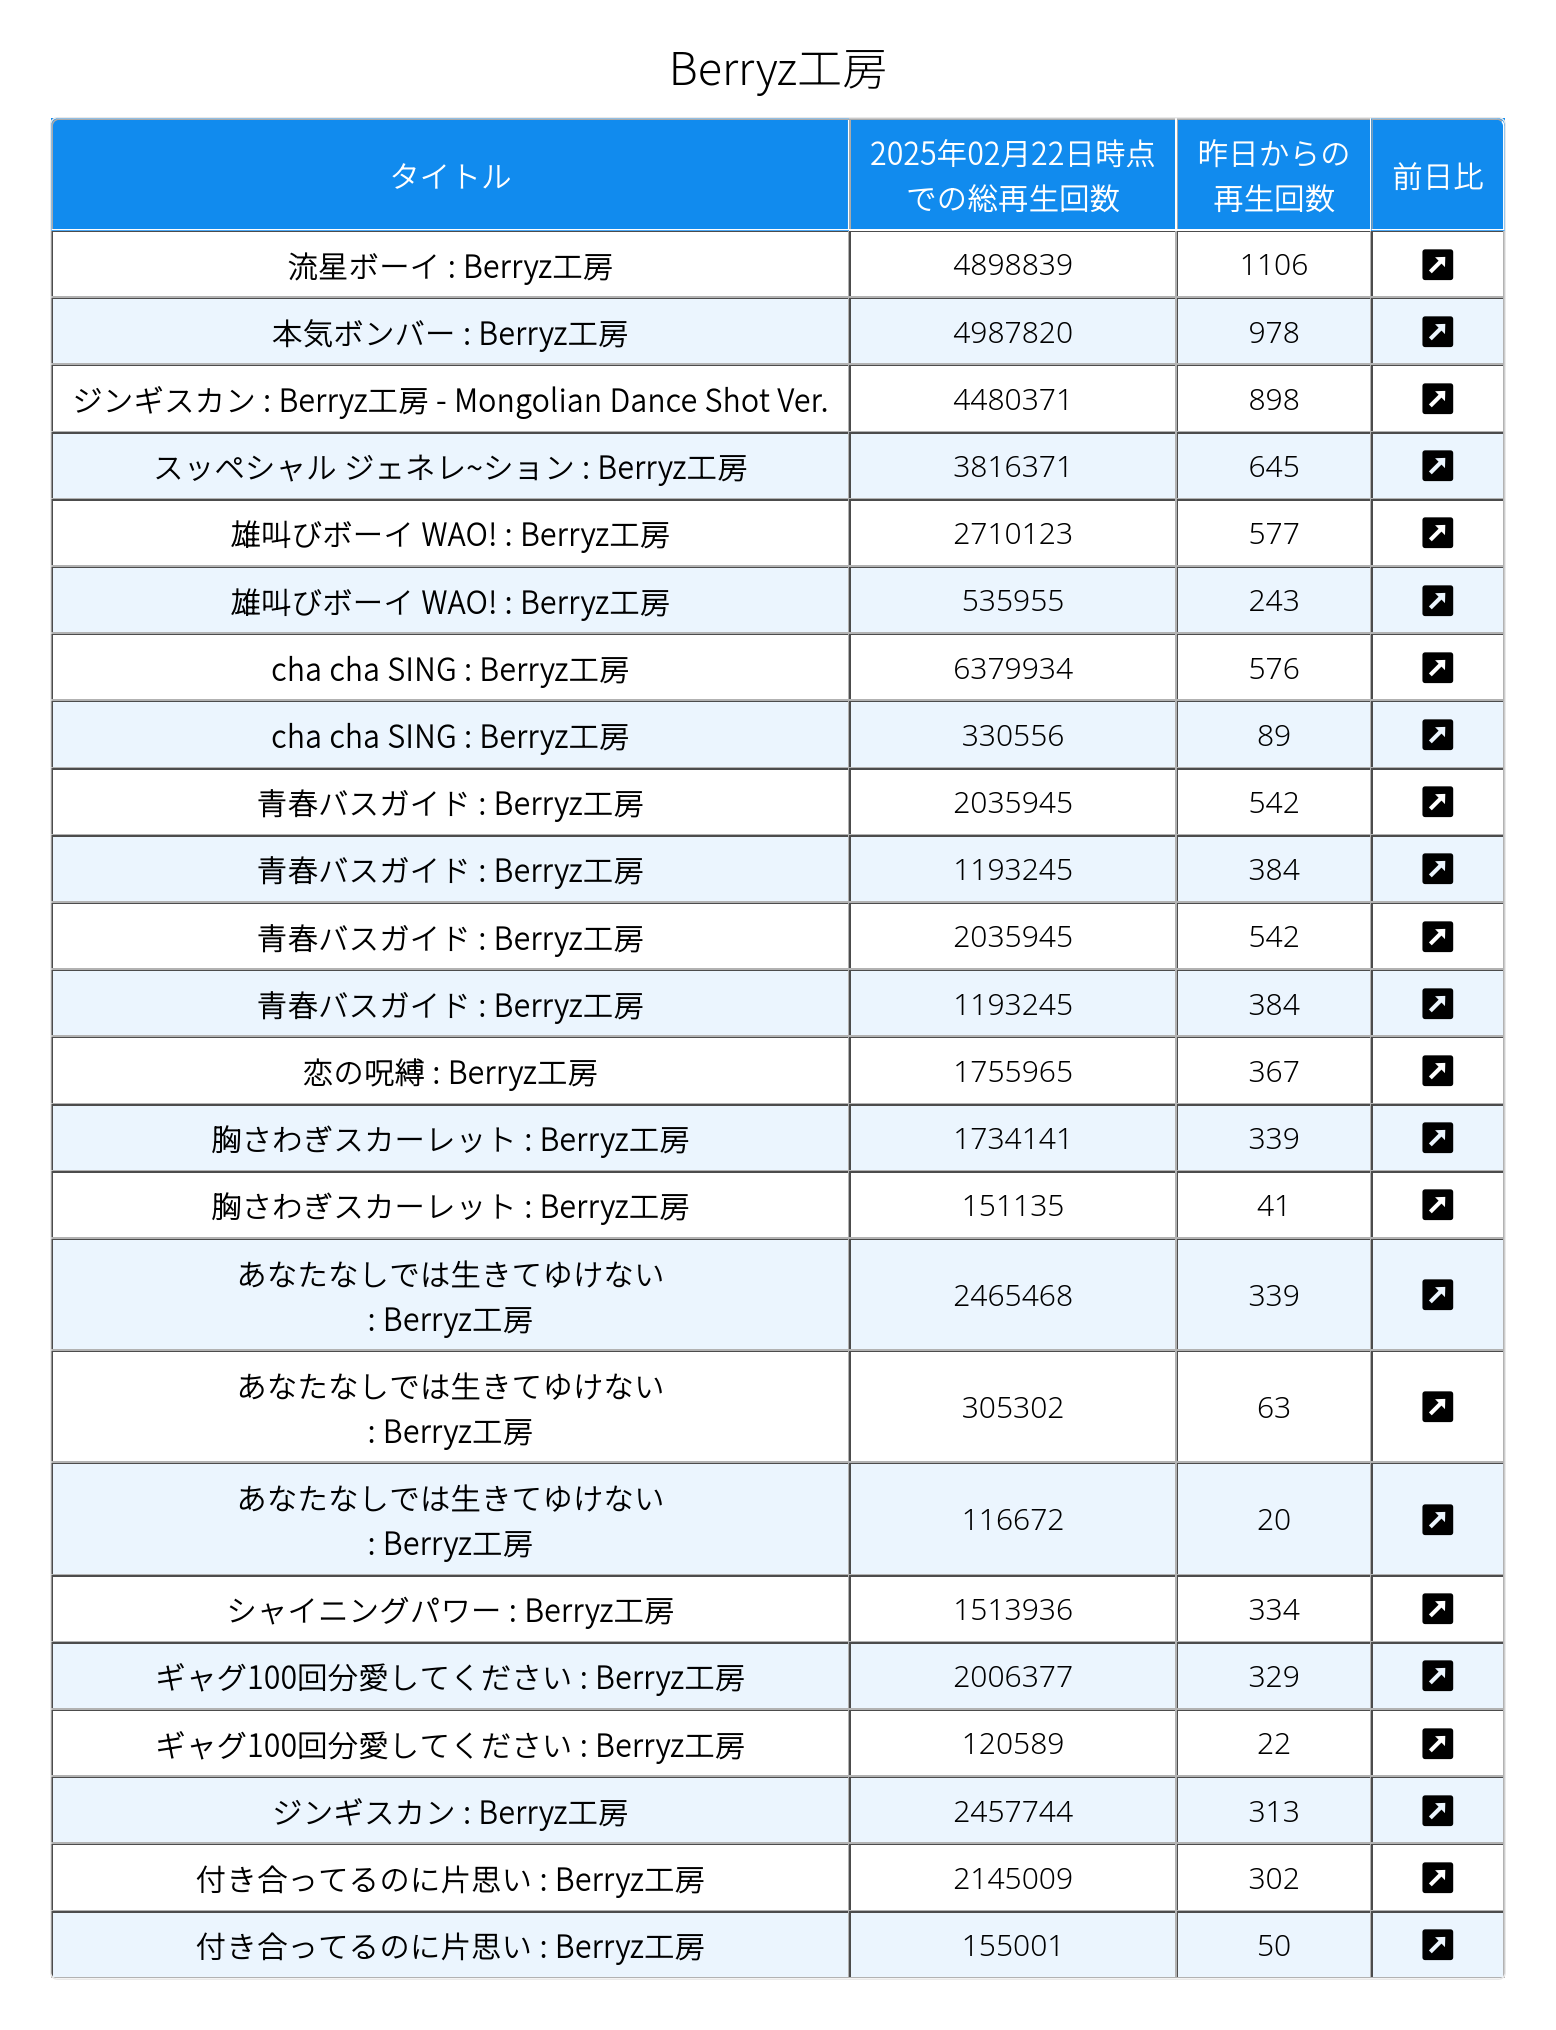 Berryz工房
タイトル
2025年02月22日時点
での総再生回数
昨日からの
再生回数
前日比
流星ボーイ : Berryz工房 4898839 1106
本気ボンバー : Berryz工房 4987820 978
ジンギスカン : Berryz工房 - Mongolian Dance Shot Ver. 4480371 898
スッペシャル ジェネレ~ション : Berryz工房 3816371 645
雄叫びボーイ WAO! : Berryz工房 2710123 577
雄叫びボーイ WAO! : Berryz工房 535955 243
cha cha SING : Berryz工房 6379934 576
cha cha SING : Berryz工房 330556 89
青春バスガイド : Berryz工房 2035945 542
青春バスガイド : Berryz工房 1193245 384
青春バスガイド : Berryz工房 2035945 542
青春バスガイド : Berryz工房 1193245 384
恋の呪縛 : Berryz工房 1755965 367
胸さわぎスカーレット : Berryz工房 1734141 339
胸さわぎスカーレット : Berryz工房 151135 41
あなたなしでは生きてゆけない
: Berryz工房 2465468 339
あなたなしでは生きてゆけない
: Berryz工房 305302 63
あなたなしでは生きてゆけない
: Berryz工房 116672 20
シャイニングパワー : Berryz工房 1513936 334
ギャグ100回分愛してください : Berryz工房 2006377 329
ギャグ100回分愛してください : Berryz工房 120589 22
ジンギスカン : Berryz工房 2457744 313
付き合ってるのに片思い : Berryz工房 2145009 302
付き合ってるのに片思い : Berryz工房 155001 50